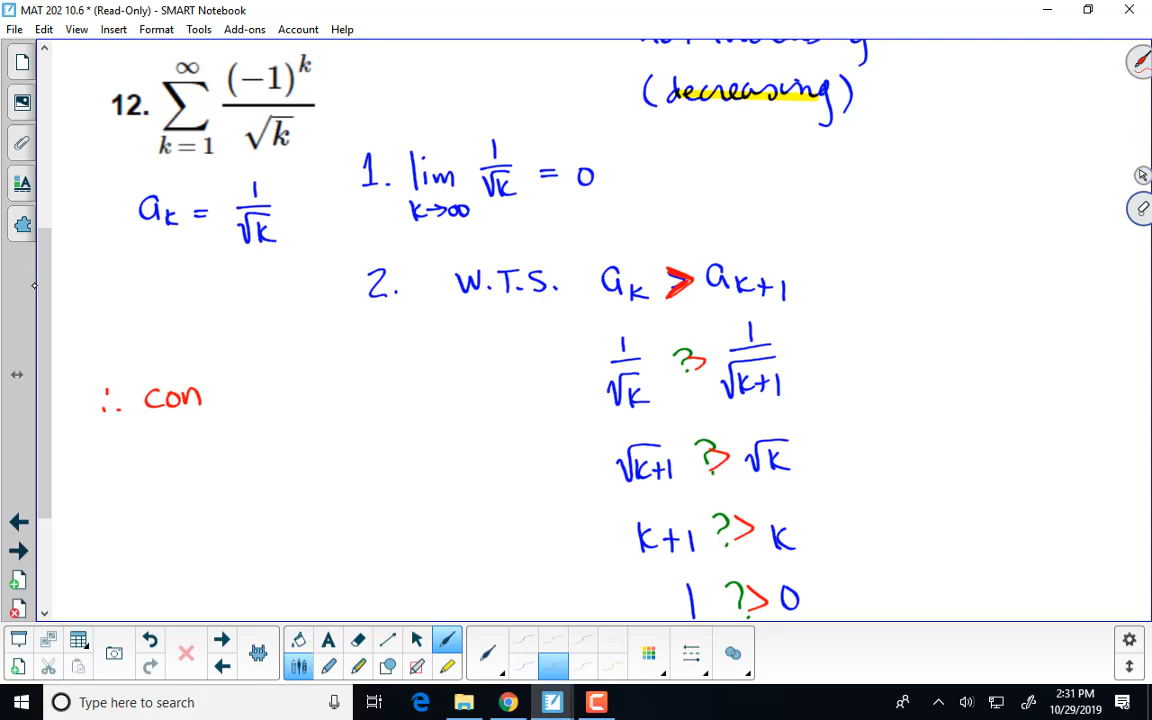 MAT 202 10.6 * (Read-Only) - SMART Notebook
File Edit View Insert Format Tools Add-ons Account Help
(decreasing)
12. ∑_{k=1}^{∞} (-1)^k / √k
a_k = 1/√k
1. lim_{k→∞} 1/√k = 0
2. W.T.S. a_k > a_{k+1}
1/√k ?> 1/√(k+1)
∴ con
√(k+1) ?> √k
k+1 ?> k
1 ?> 0
Type here to search
2:31 PM
10/29/2019